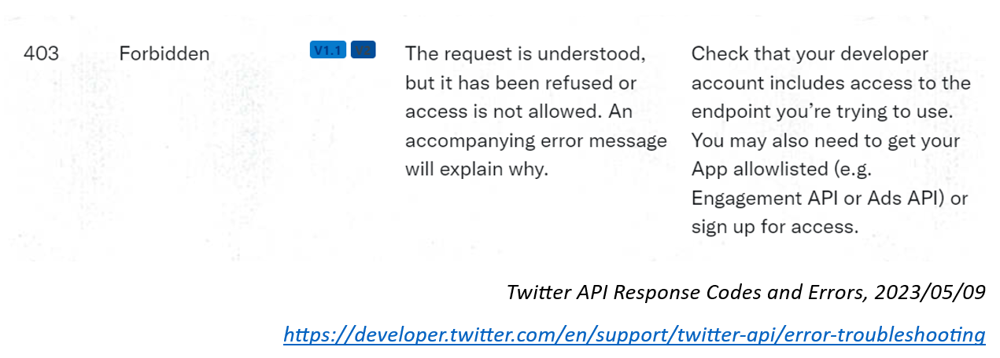 403 Forbidden V1.1 V2 The request is understood, Check that your developer
but it has been refused or account includes access to the
access is not allowed. An endpoint you’re trying to use.
accompanying error message You may also need to get your
will explain why. App allowlisted (e.g.
Engagement API or Ads API) or
sign up for access.
Twitter API Response Codes and Errors, 2023/05/09
https://developer.twitter.com/en/support/twitter-api/error-troubleshooting